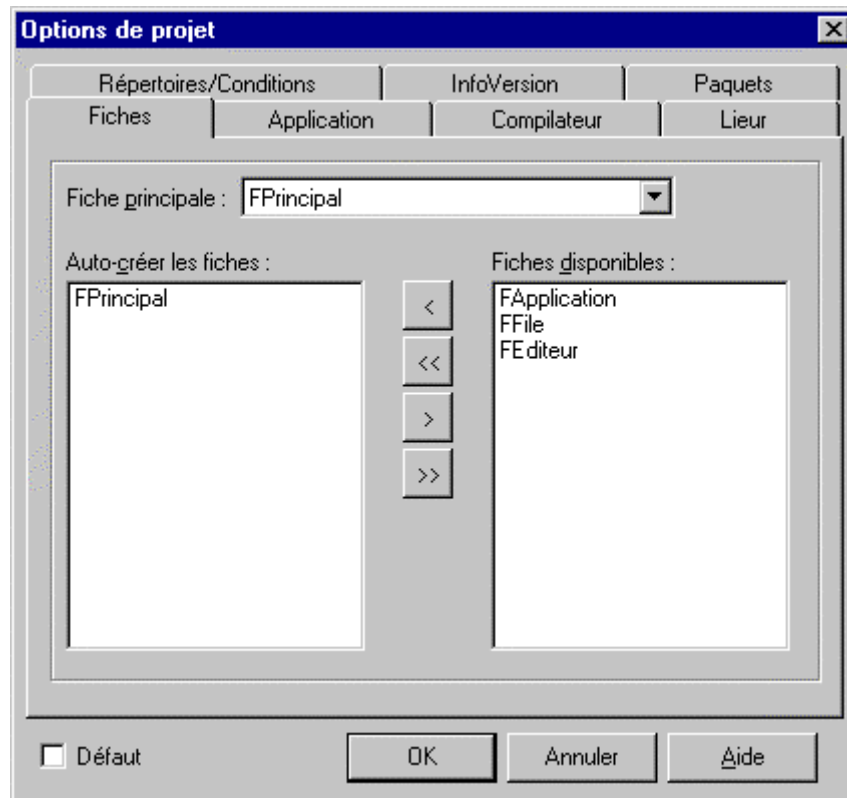 Options de projet
Répertoires/Conditions InfoVersion Paquets
Fiches Application Compilateur Lieur
Fiche principale : FPrincipal
Auto-créer les fiches :
FPrincipal
<
<<
>
>>
Fiches disponibles :
FApplication
FFile
FEditeur
Défaut OK Annuler Aide